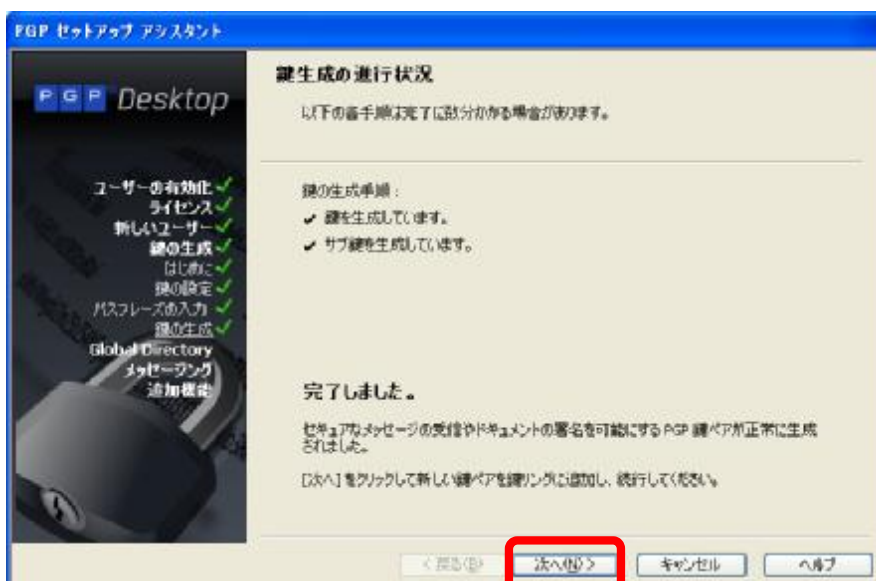 PGP セットアップ アシスタント
PGP Desktop
ユーザーの有効化
ライセンス
新しいユーザー
鍵の生成
はじめに
鍵の設定
パスフレーズの入力
鍵の生成
Global Directory
メッセージング
追加機能
鍵生成の進行状況
以下の各手順は完了に数分かかる場合があります。
鍵の生成手順:
鍵を生成しています。
サブ鍵を生成しています。
完了しました。
セキュアなメッセージの受信やドキュメントの署名を可能にする PGP 鍵ペアが正常に生成
されました。
[次へ] をクリックして新しい鍵ペアを鍵リングに追加し、続行してください。
< 戻る(B)
次へ(N) >
キャンセル
ヘルプ